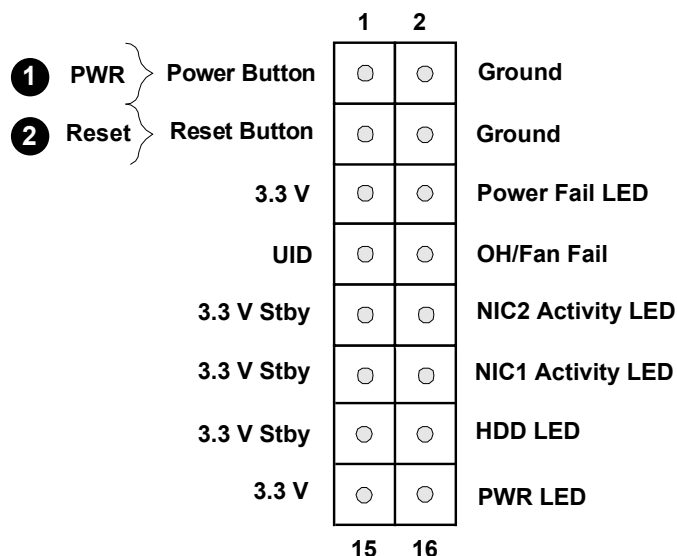 1 2
1 PWR Power Button Ground
2 Reset Reset Button Ground
3.3 V Power Fail LED
UID OH/Fan Fail
3.3 V Stby NIC2 Activity LED
3.3 V Stby NIC1 Activity LED
3.3 V Stby HDD LED
3.3 V PWR LED
15 16